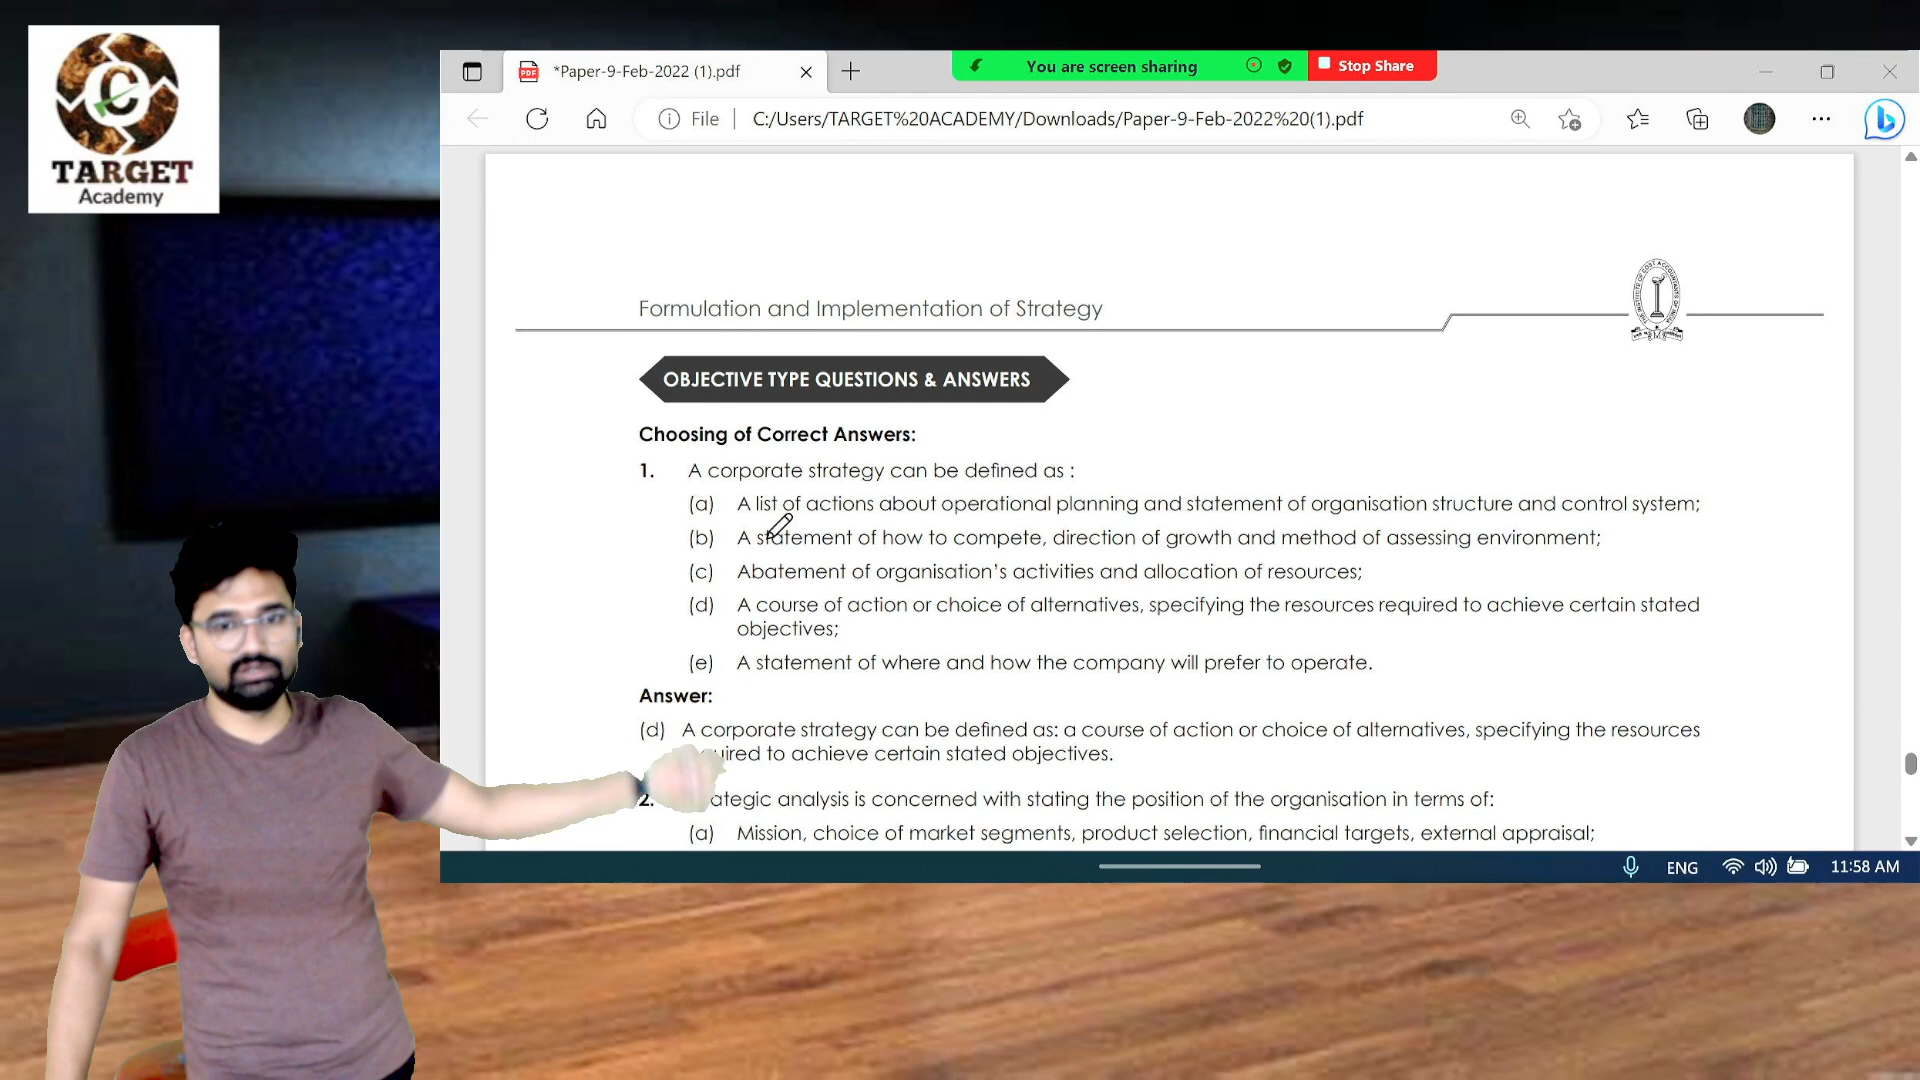 C
TARGET
Academy
PDF
*Paper-9-Feb-2022 (1).pdf
You are screen sharing
Stop Share
File
C:/Users/TARGET%20ACADEMY/Downloads/Paper-9-Feb-2022%20(1).pdf
Formulation and Implementation of Strategy
OBJECTIVE TYPE QUESTIONS & ANSWERS
Choosing of Correct Answers:
1. A corporate strategy can be defined as :
(a) A list of actions about operational planning and statement of organisation structure and control system;
(b) A statement of how to compete, direction of growth and method of assessing environment;
(c) Abatement of organisation's activities and allocation of resources;
(d) A course of action or choice of alternatives, specifying the resources required to achieve certain stated
objectives;
(e) A statement of where and how the company will prefer to operate.
Answer:
(d) A corporate strategy can be defined as: a course of action or choice of alternatives, specifying the resources
to achieve certain stated objectives.
2. analysis is concerned with stating the position of the organisation in terms of:
(a) Mission, choice of market segments, product selection, financial targets, external appraisal;
ENG
11:58 AM